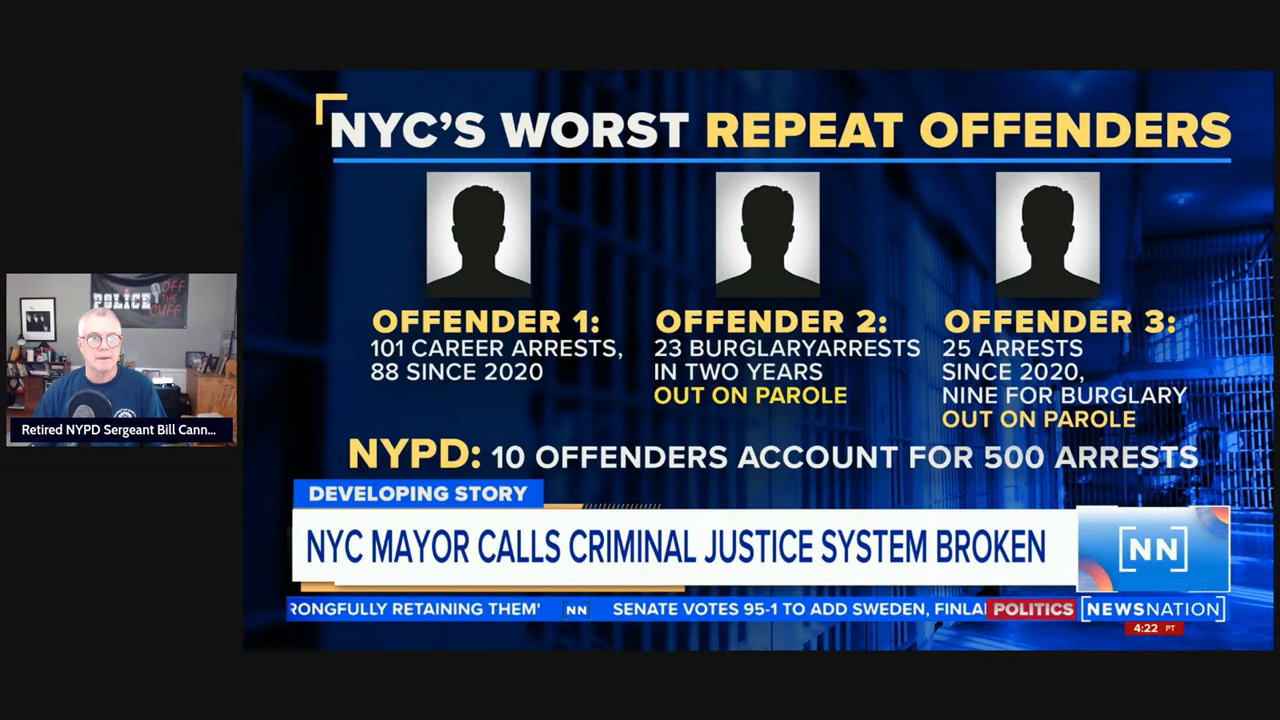 NYC'S WORST REPEAT OFFENDERS
OFFENDER 1:
101 CAREER ARRESTS,
88 SINCE 2020
OFFENDER 2:
23 BURGLARYARRESTS
IN TWO YEARS
OUT ON PAROLE
OFFENDER 3:
25 ARRESTS
SINCE 2020,
NINE FOR BURGLARY
OUT ON PAROLE
NYPD: 10 OFFENDERS ACCOUNT FOR 500 ARRESTS
POLICE OFF
THE
CUFF
Retired NYPD Sergeant Bill Cann...
DEVELOPING STORY
NYC MAYOR CALLS CRIMINAL JUSTICE SYSTEM BROKEN
[NN]
RONGFULLY RETAINING THEM' NN SENATE VOTES 95-1 TO ADD SWEDEN, FINLA POLITICS [NEWSNATION]
4:22 PT